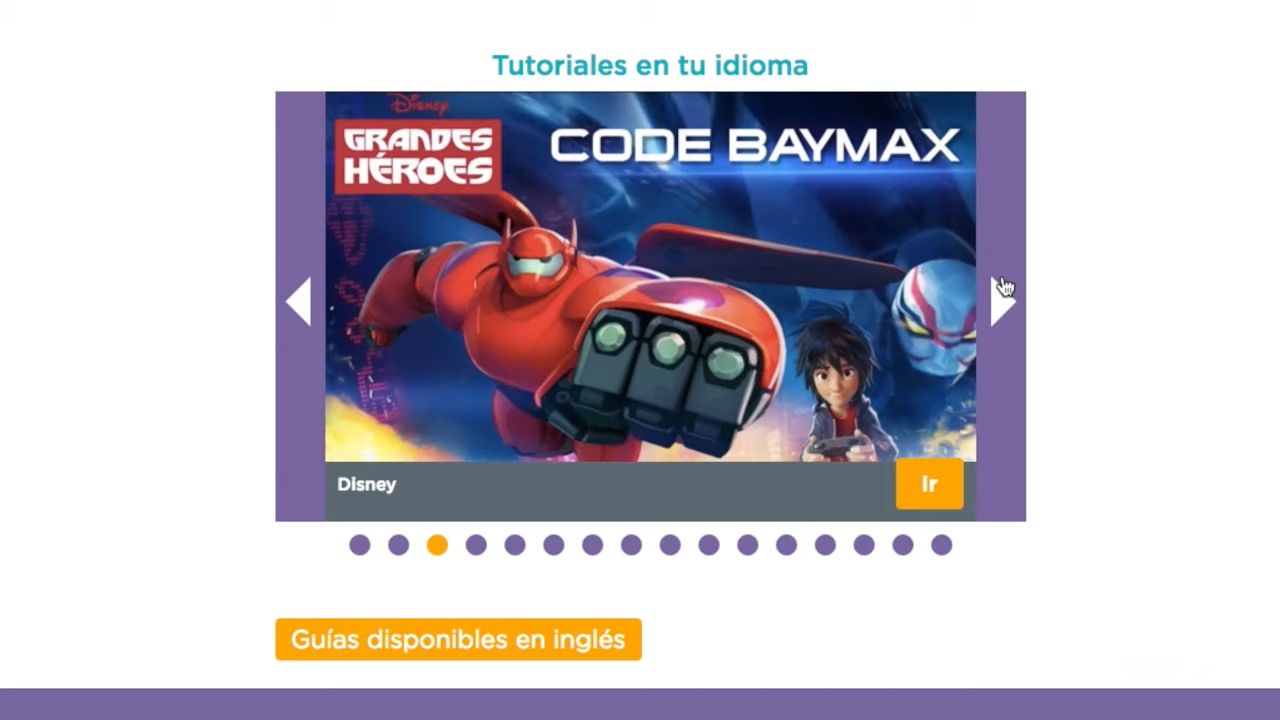 Tutoriales en tu idioma
Disney
GRANDES
HÉROES
CODE BAYMAX
Disney
Ir
Guías disponibles en inglés